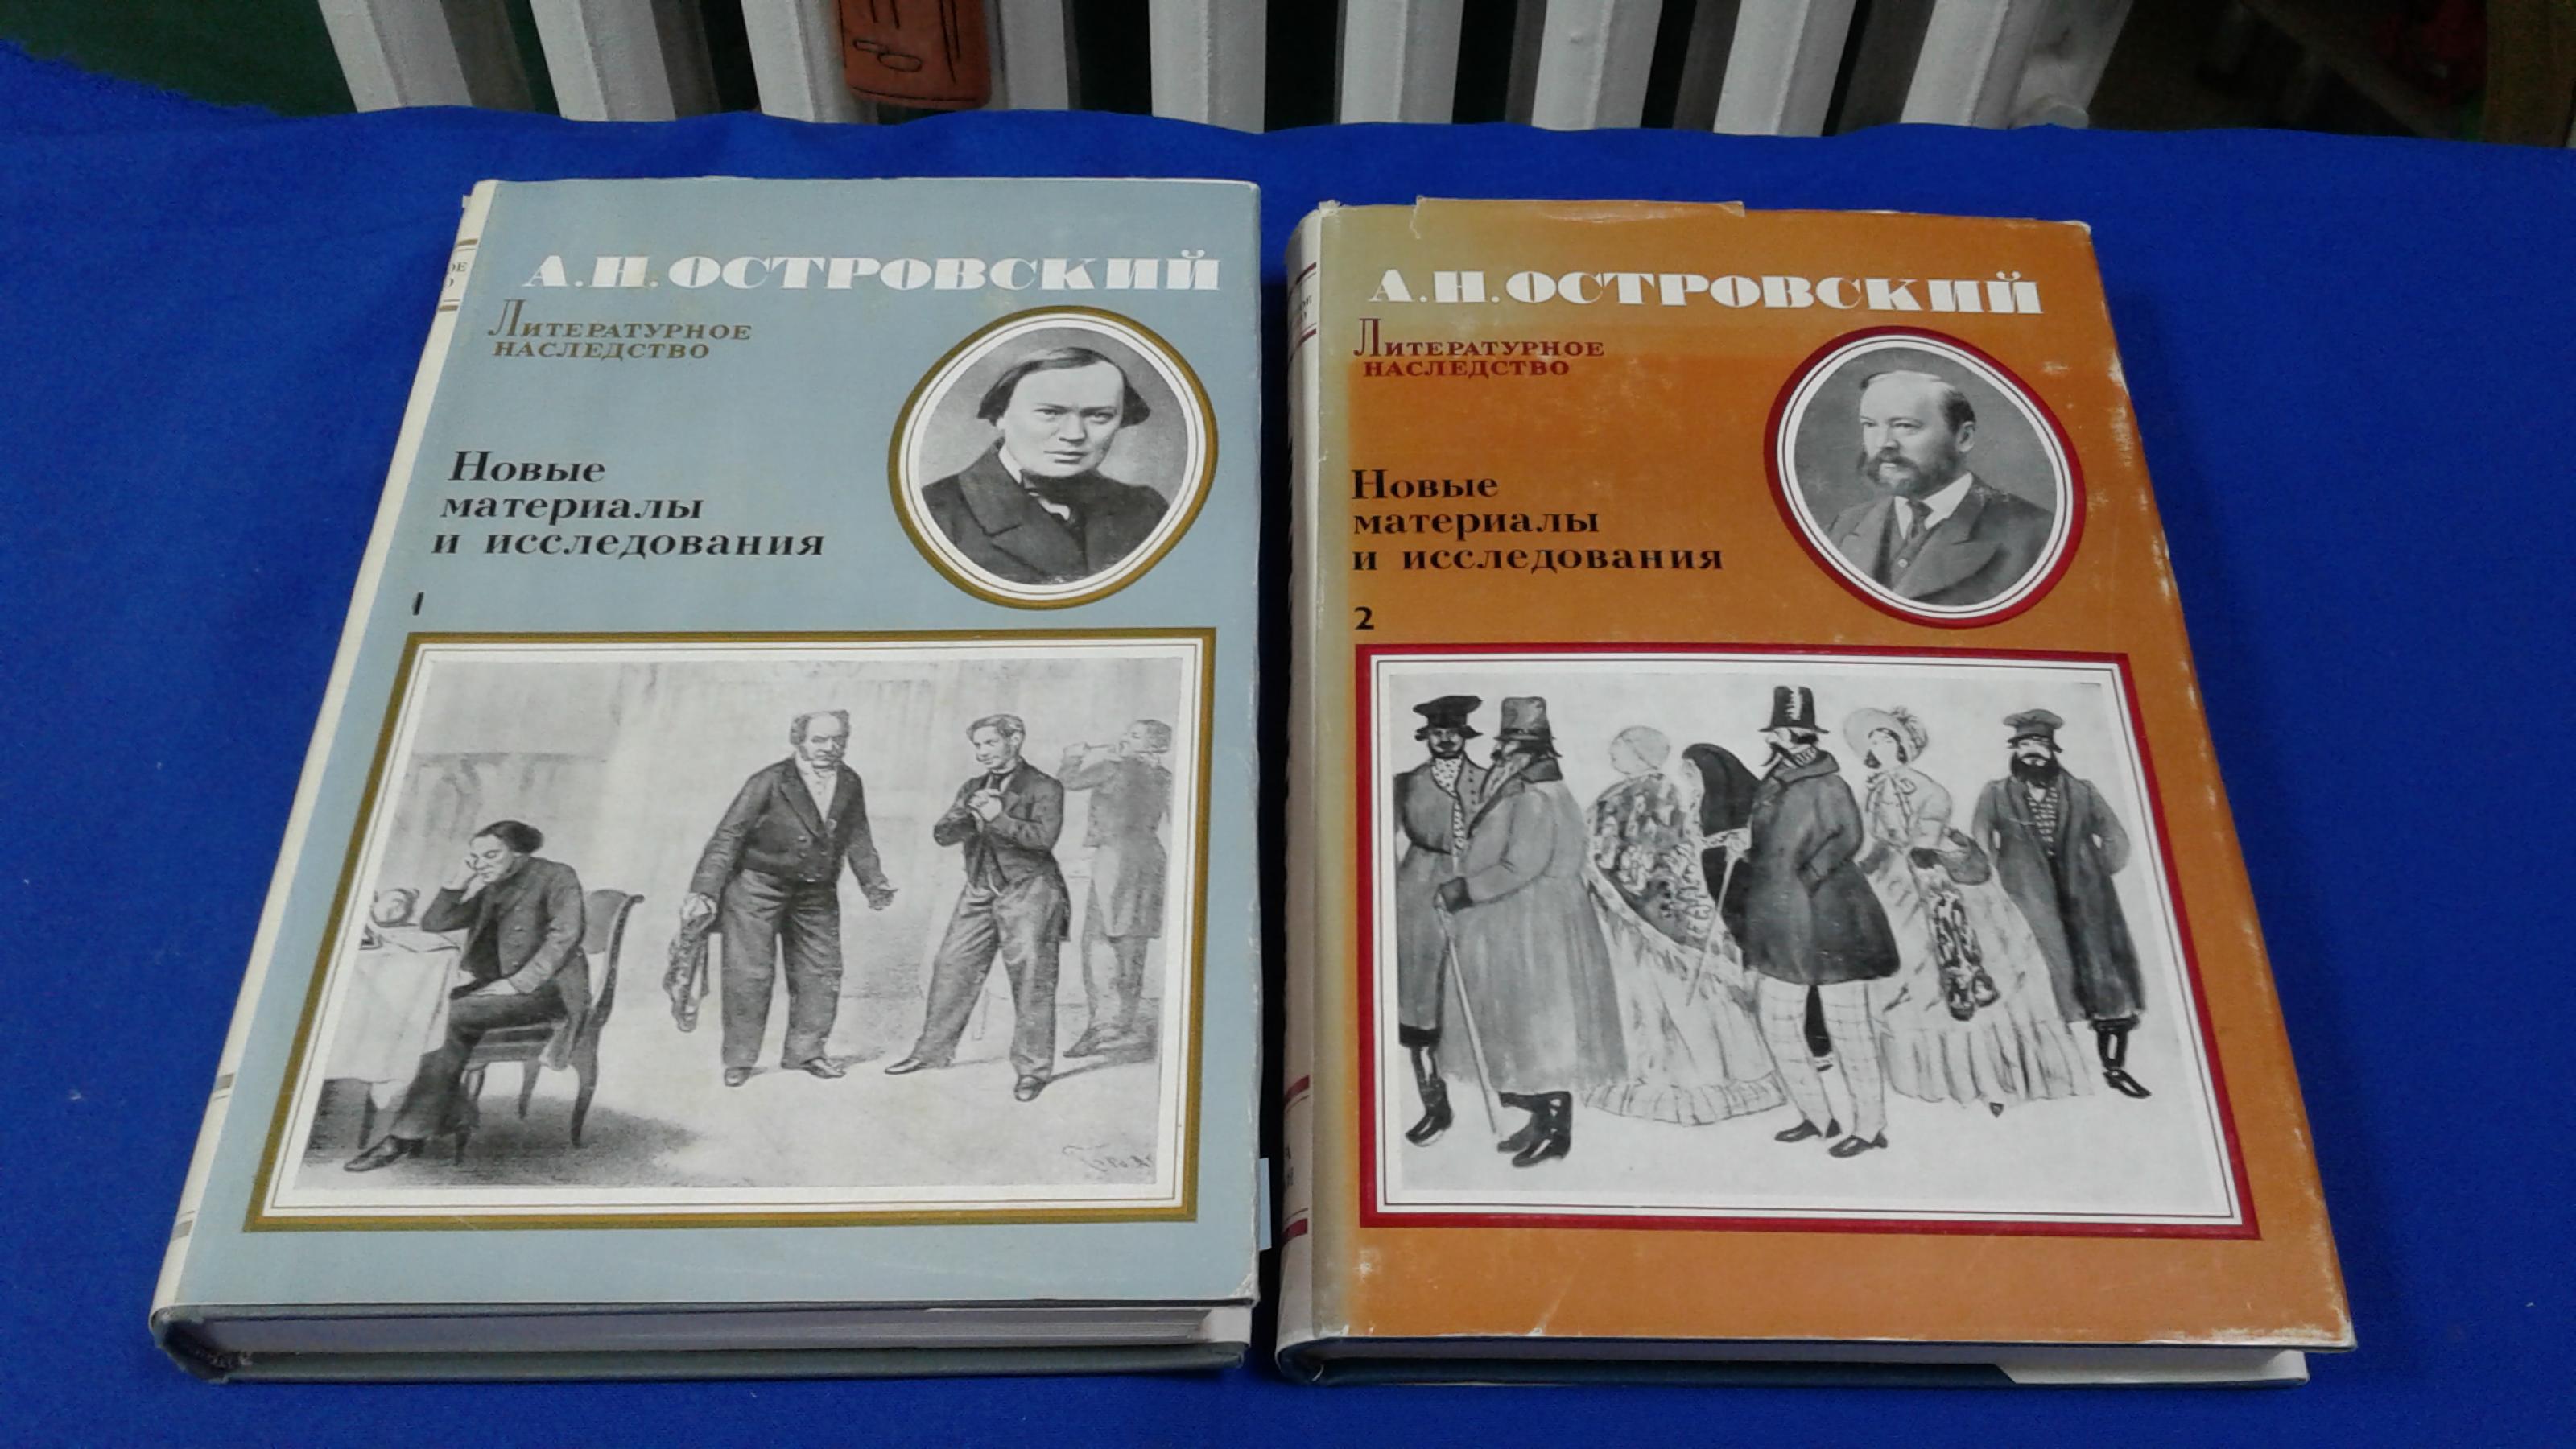 А.Н.ОСТРОВСКИЙ
ЛИТЕРАТУРНОЕ
НАСЛЕДСТВО
Новые
материалы
и исследования
1
А.Н.ОСТРОВСКИЙ
ЛИТЕРАТУРНОЕ
НАСЛЕДСТВО
Новые
материалы
и исследования
2